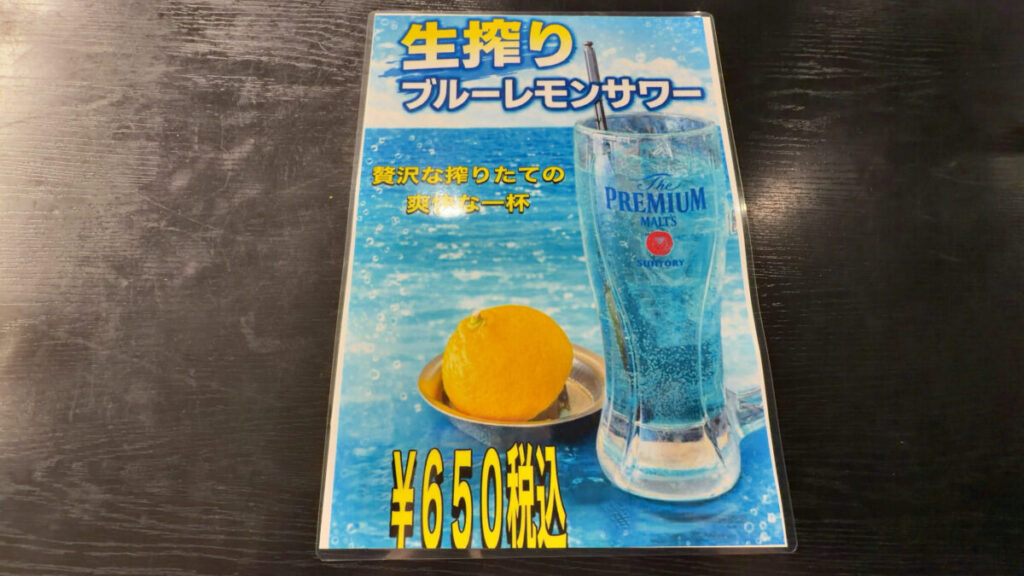 生搾り
ブルーレモンサワー
贅沢な搾りたての
爽快な一杯
The
PREMIUM
MALTS
SUNTORY
¥650税込